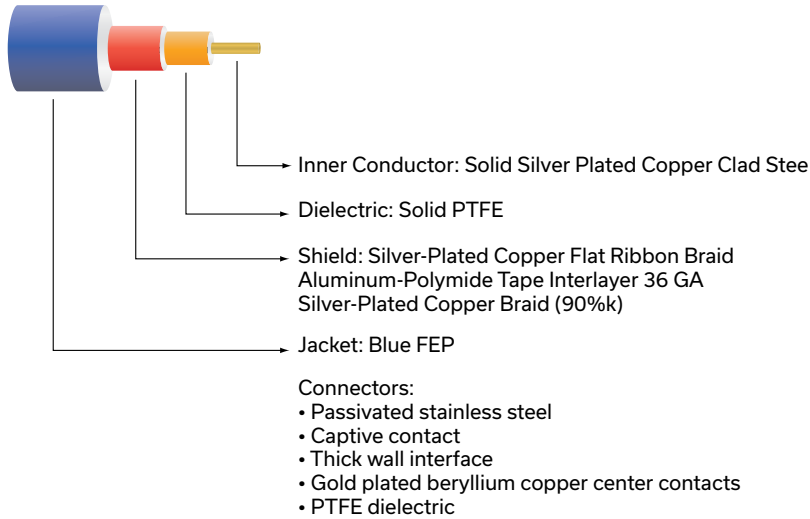 Inner Conductor: Solid Silver Plated Copper Clad Stee
Dielectric: Solid PTFE
Shield: Silver-Plated Copper Flat Ribbon Braid
Aluminum-Polymide Tape Interlayer 36 GA
Silver-Plated Copper Braid (90%k)
Jacket: Blue FEP
Connectors:
• Passivated stainless steel
• Captive contact
• Thick wall interface
• Gold plated beryllium copper center contacts
• PTFE dielectric